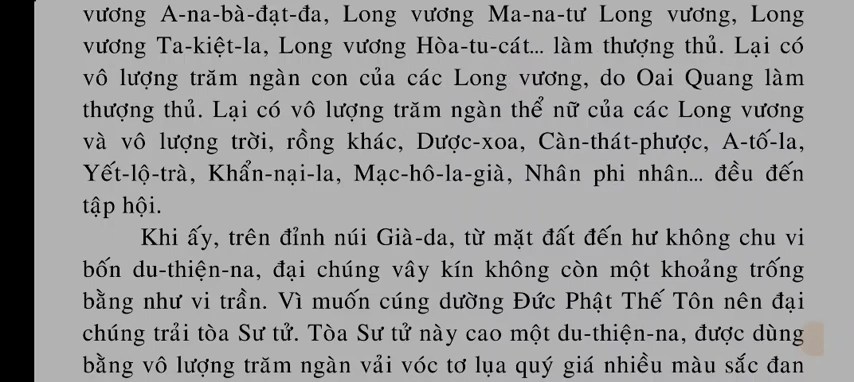 vương A-na-bà-đạt-đa, Long vương Ma-na-tư Long vương, Long
vương Ta-kiệt-la, Long vương Hòa-tu-cát... làm thượng thủ. Lại có
vô lượng trăm ngàn con của các Long vương, do Oai Quang làm
thượng thủ. Lại có vô lượng trăm ngàn thể nữ của các Long vương
và vô lượng trời, rồng khác, Dược-xoa, Càn-thát-phược, A-tố-la,
Yết-lộ-trà, Khẩn-nại-la, Mạc-hô-la-già, Nhân phi nhân... đều đến
tập hội.
Khi ấy, trên đỉnh núi Già-da, từ mặt đất đến hư không chu vi
bốn du-thiện-na, đại chúng vây kín không còn một khoảng trống
bằng như vi trần. Vì muốn cúng dường Đức Phật Thế Tôn nên đại
chúng trải tòa Sư tử. Tòa Sư tử này cao một du-thiện-na, được dùng
bằng vô lượng trăm ngàn vải vóc tơ lụa quý giá nhiều màu sắc đan